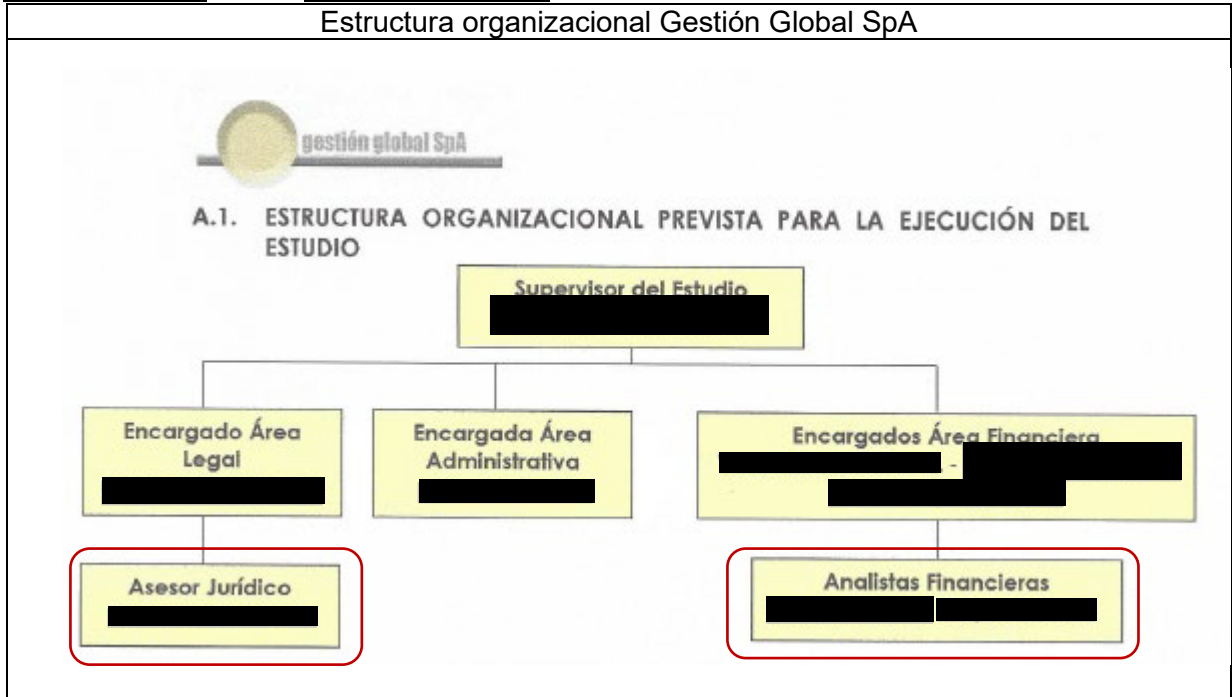 Estructura organizacional Gestión Global SpA
gestión global SpA
A.1. ESTRUCTURA ORGANIZACIONAL PREVISTA PARA LA EJECUCIÓN DEL
ESTUDIO
Supervisor del Estudio
Encargado Área
Legal
Encargada Área
Administrativa
Encargados Área Financiera
-
Asesor Jurídico
Analistas Financieras